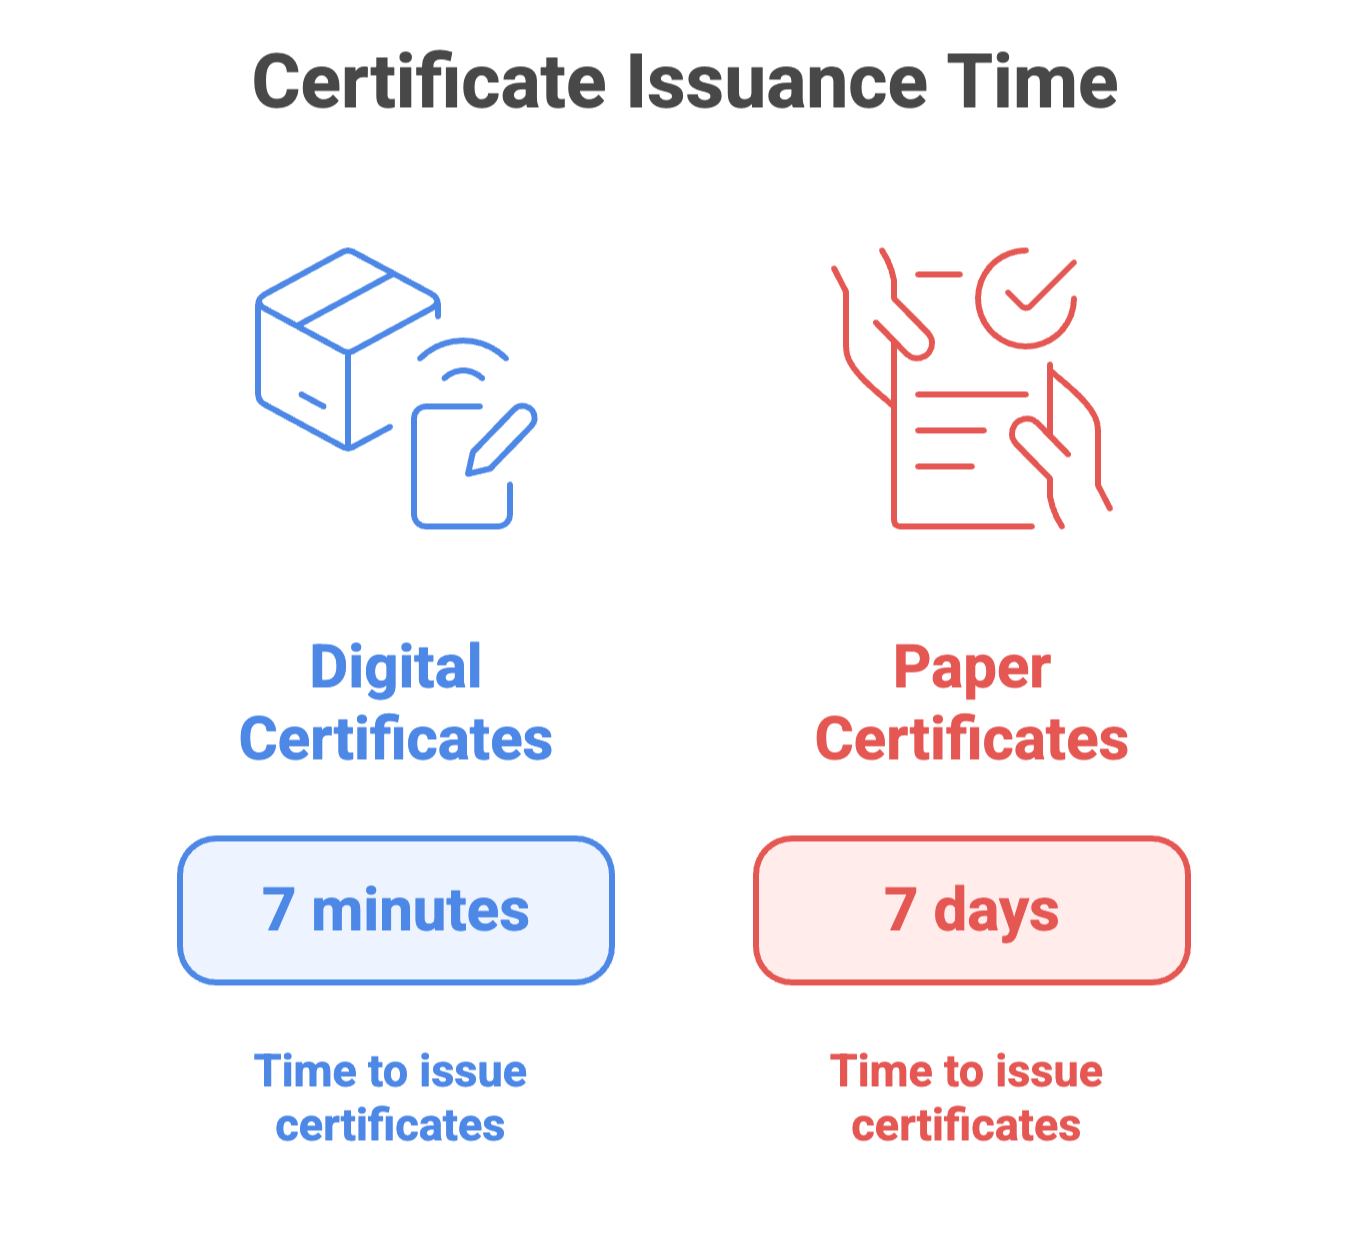 Certificate Issuance Time
Digital
Certificates
7 minutes
Time to issue
certificates
Paper
Certificates
7 days
Time to issue
certificates